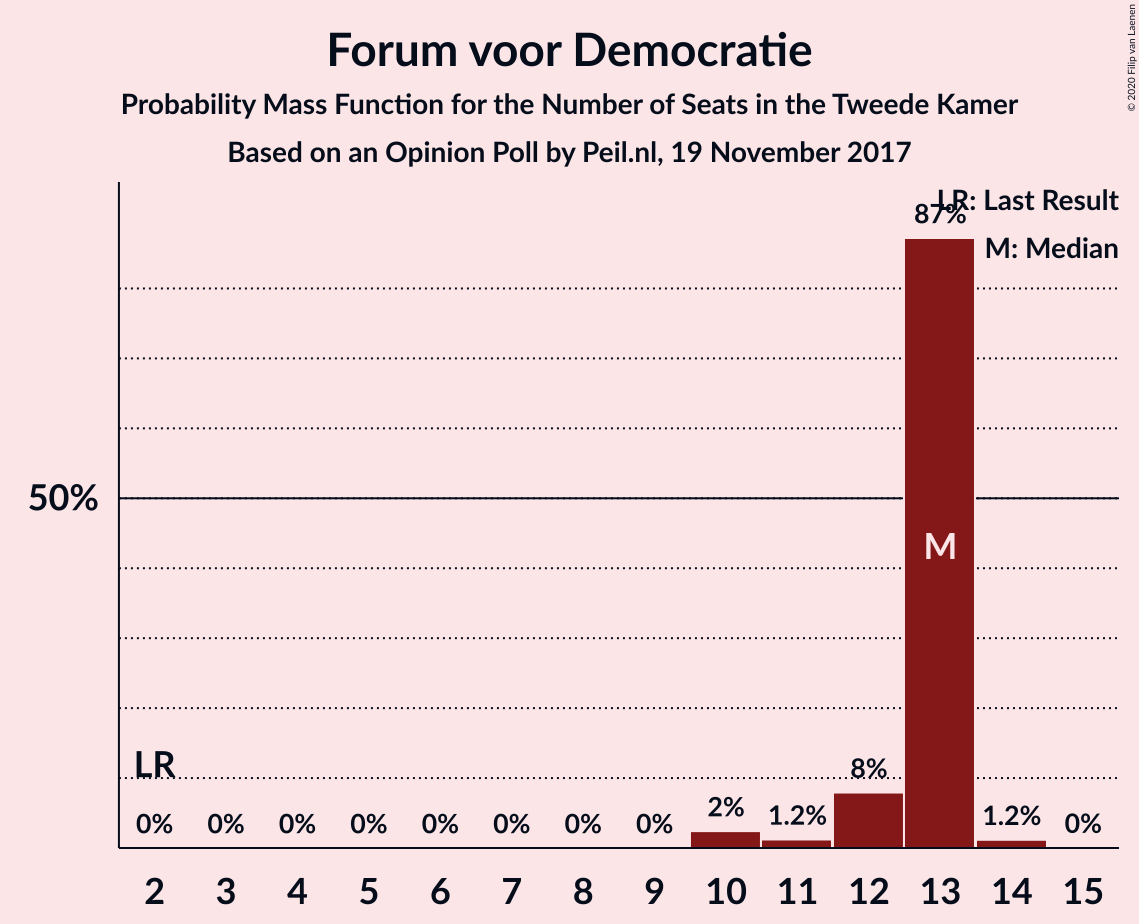 Forum voor Democratie
Probability Mass Function for the Number of Seats in the Tweede Kamer
Based on an Opinion Poll by Peil.nl, 19 November 2017
© 2020 Filip van Laenen
LR: Last Result
87%
M: Median
50%
M
LR
0% 0% 0% 0% 0% 0% 0% 0% 2% 1.2% 8% 1.2% 0%
2 3 4 5 6 7 8 9 10 11 12 13 14 15